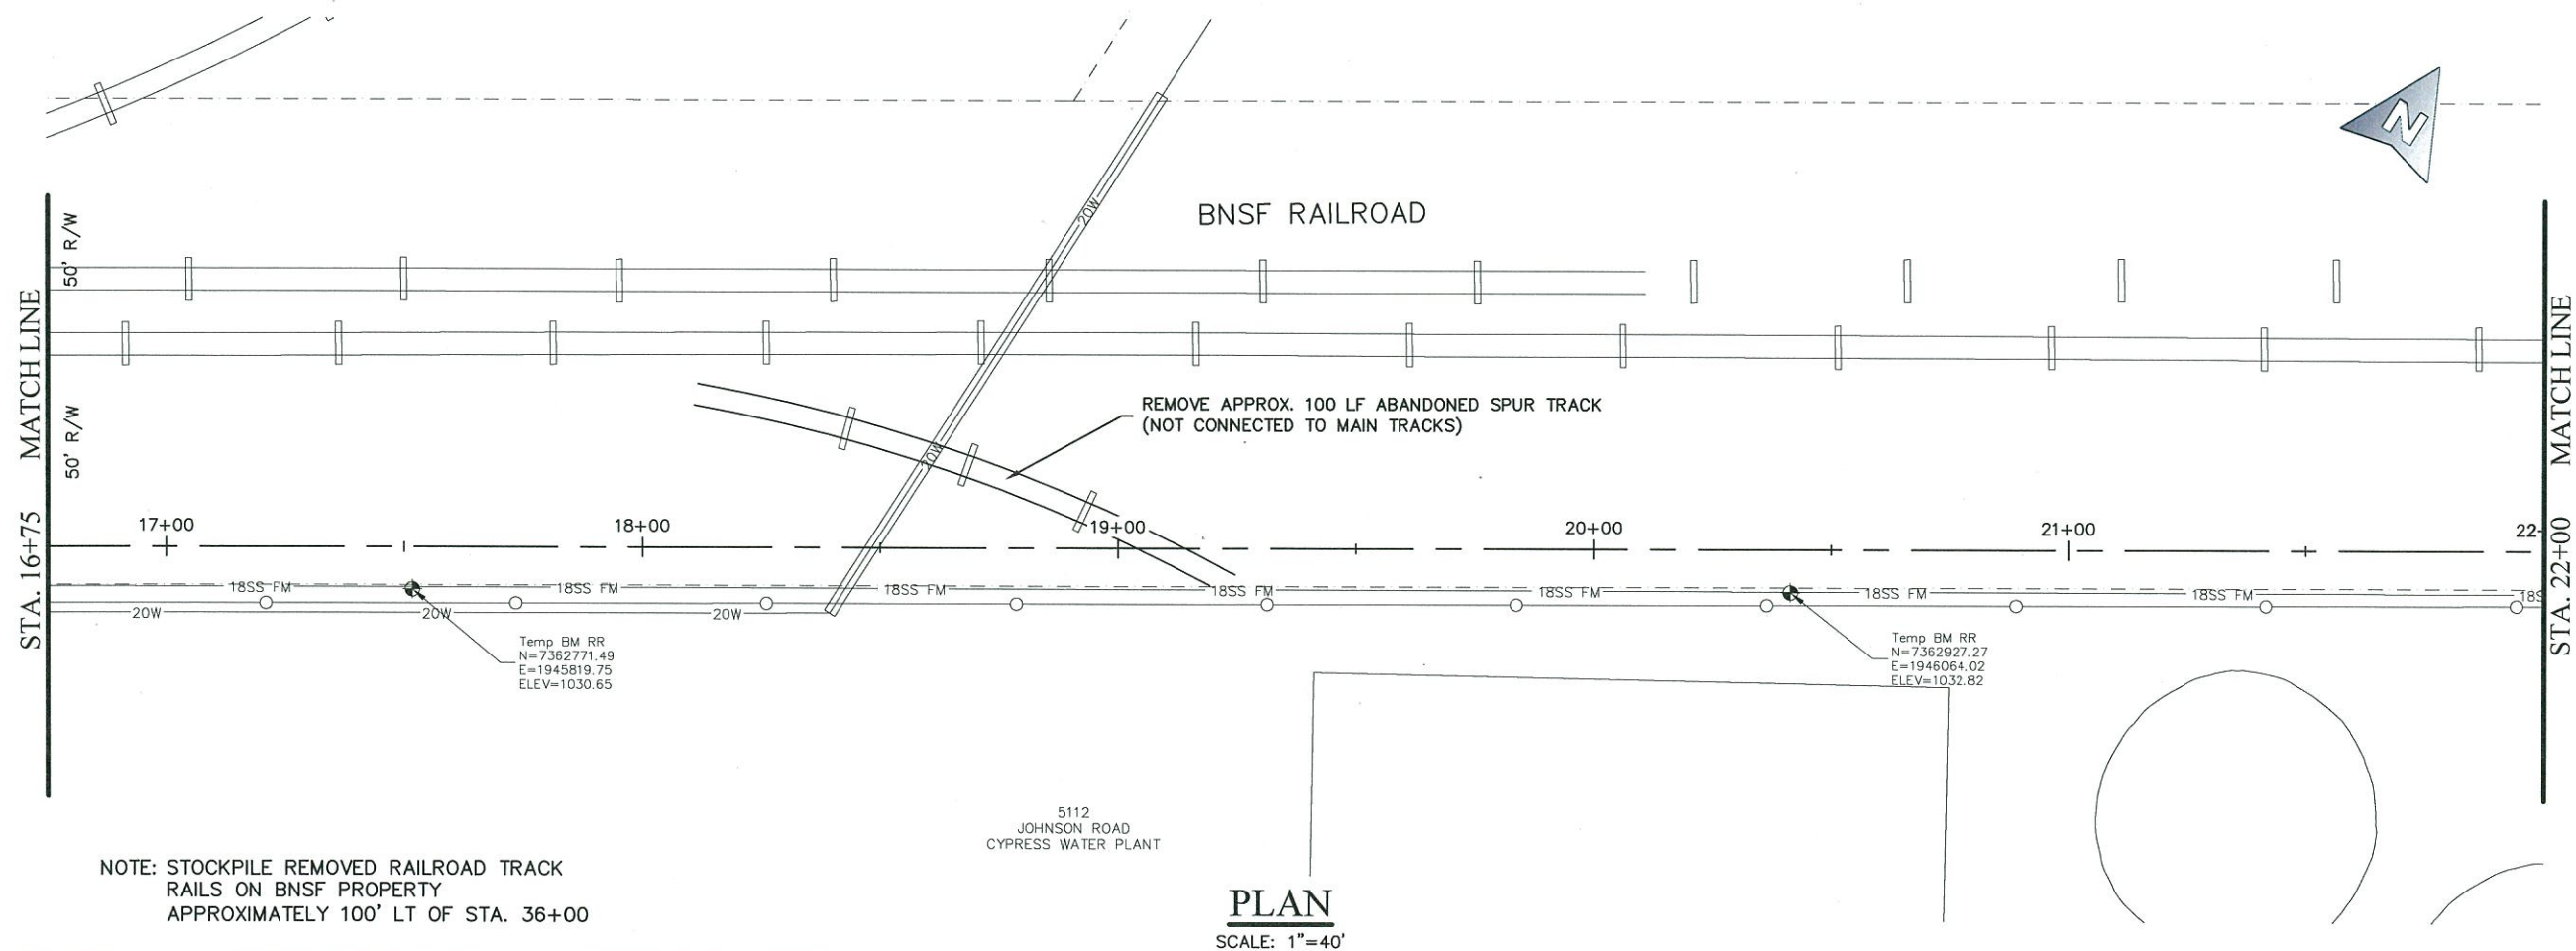 N
BNSF RAILROAD
50' R/W
50' R/W
20W
20W
MATCH LINE
STA. 16+75
MATCH LINE
STA. 22+00
REMOVE APPROX. 100 LF ABANDONED SPUR TRACK
(NOT CONNECTED TO MAIN TRACKS)
17+00
18+00
19+00
20+00
21+00
22-
18SS FM
18SS FM
18SS FM
18SS FM
18SS FM
18SS FM
18SS FM
18S
20W
20W
20W
Temp BM RR
N=7362771.49
E=1945819.75
ELEV=1030.65
Temp BM RR
N=7362927.27
E=1946064.02
ELEV=1032.82
5112
JOHNSON ROAD
CYPRESS WATER PLANT
NOTE: STOCKPILE REMOVED RAILROAD TRACK
RAILS ON BNSF PROPERTY
APPROXIMATELY 100' LT OF STA. 36+00
PLAN
SCALE: 1"=40'